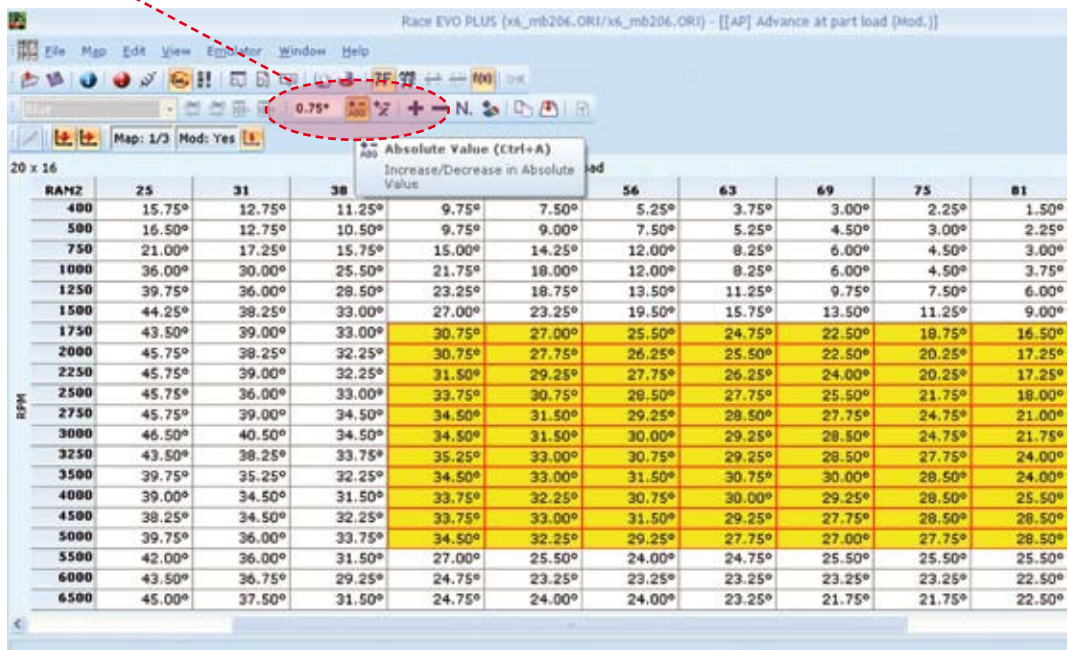 Race EVO PLUS (x6_mb206.ORI/x6_mb206.ORI) - [[AP] Advance at part load (Mod.)]
File Map Edit View Emulator Window Help
f(x)
0.75° ABS N.
Map: 1/3 Mod: Yes
ABS Absolute Value (Ctrl+A)
Increase/Decrease in Absolute Value
20 x 16
RAM2 25 31 38 56 63 69 75 81
RPM
400 15.75° 12.75° 11.25° 9.75° 7.50° 5.25° 3.75° 3.00° 2.25° 1.50°
500 16.50° 12.75° 10.50° 9.75° 9.00° 7.50° 5.25° 4.50° 3.00° 2.25°
750 21.00° 17.25° 15.75° 15.00° 14.25° 12.00° 8.25° 6.00° 4.50° 3.00°
1000 36.00° 30.00° 25.50° 21.75° 18.00° 12.00° 8.25° 6.00° 4.50° 3.75°
1250 39.75° 36.00° 28.50° 23.25° 18.75° 13.50° 11.25° 9.75° 7.50° 6.00°
1500 44.25° 38.25° 33.00° 27.00° 23.25° 19.50° 15.75° 13.50° 11.25° 9.00°
1750 43.50° 39.00° 33.00° 30.75° 27.00° 25.50° 24.75° 22.50° 18.75° 16.50°
2000 45.75° 38.25° 32.25° 30.75° 27.75° 26.25° 25.50° 22.50° 20.25° 17.25°
2250 45.75° 39.00° 32.25° 31.50° 29.25° 27.75° 26.25° 24.00° 20.25° 17.25°
2500 45.75° 36.00° 33.00° 33.75° 30.75° 28.50° 27.75° 25.50° 21.75° 18.00°
2750 45.75° 39.00° 34.50° 34.50° 31.50° 29.25° 28.50° 27.75° 24.75° 21.00°
3000 46.50° 40.50° 34.50° 34.50° 31.50° 30.00° 29.25° 28.50° 24.75° 21.75°
3250 43.50° 38.25° 33.75° 35.25° 33.00° 30.75° 29.25° 28.50° 27.75° 24.00°
3500 39.75° 35.25° 32.25° 34.50° 33.00° 31.50° 30.75° 30.00° 28.50° 24.00°
4000 39.00° 34.50° 31.50° 33.75° 32.25° 30.75° 30.00° 29.25° 28.50° 25.50°
4500 38.25° 34.50° 32.25° 33.75° 33.00° 31.50° 29.25° 27.75° 28.50° 28.50°
5000 39.75° 36.00° 33.75° 34.50° 32.25° 29.25° 27.75° 27.00° 27.75° 28.50°
5500 42.00° 36.00° 31.50° 27.00° 25.50° 24.00° 24.75° 25.50° 25.50° 25.50°
6000 43.50° 36.75° 29.25° 24.75° 23.25° 23.25° 23.25° 23.25° 23.25° 22.50°
6500 45.00° 37.50° 31.50° 24.75° 24.00° 24.00° 23.25° 21.75° 21.75° 22.50°